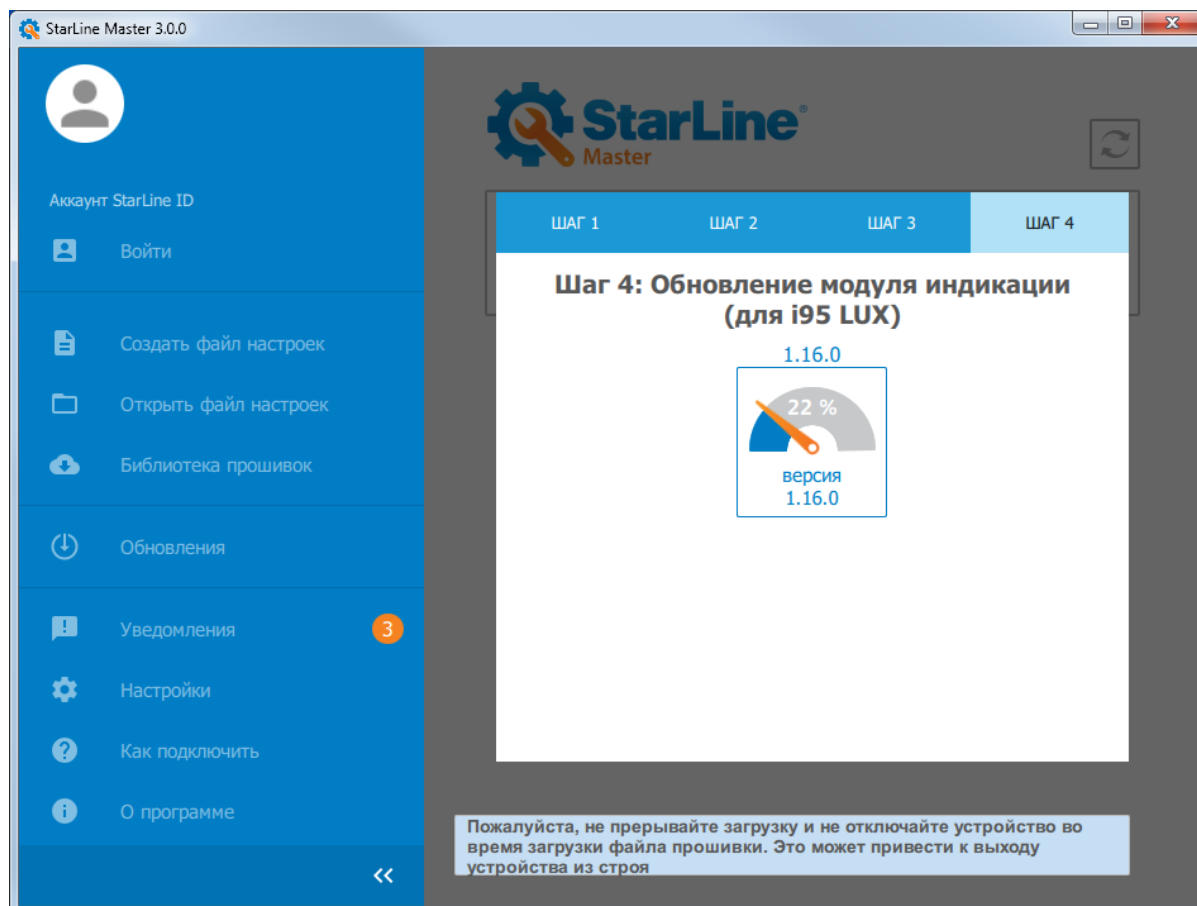 StarLine Master 3.0.0
Аккаунт StarLine ID
Войти
Создать файл настроек
Открыть файл настроек
Библиотека прошивок
Обновления
Уведомления 3
Настройки
Как подключить
О программе
StarLine®
Master
ШАГ 1 ШАГ 2 ШАГ 3 ШАГ 4
Шаг 4: Обновление модуля индикации
(для i95 LUX)
1.16.0
22 %
версия
1.16.0
Пожалуйста, не прерывайте загрузку и не отключайте устройство во
время загрузки файла прошивки. Это может привести к выходу
устройства из строя